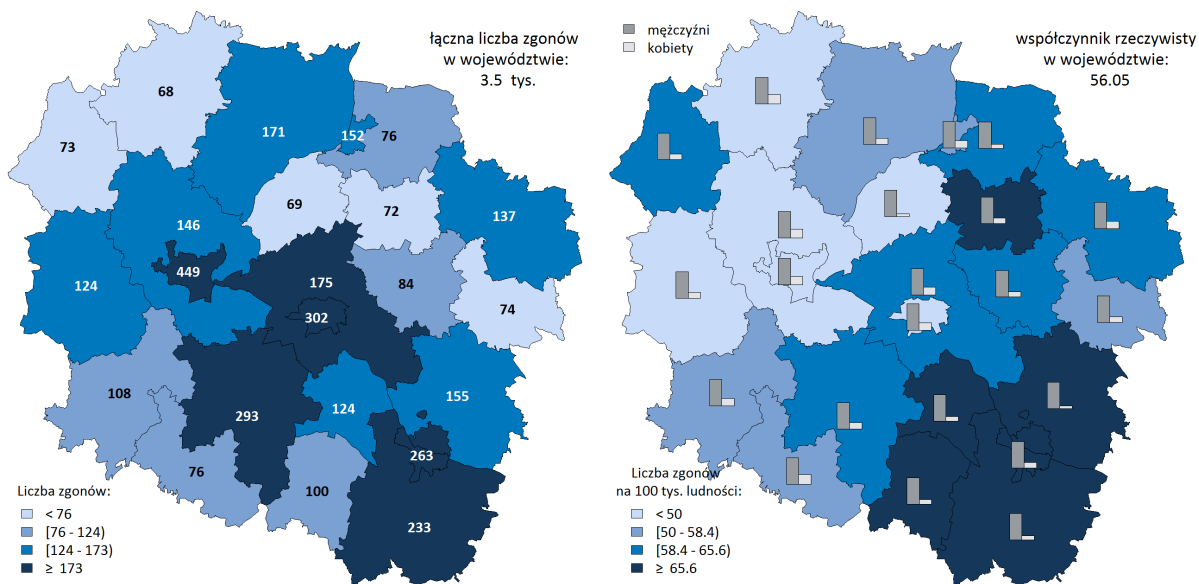 łączna liczba zgonów
w województwie:
3.5 tys.
68
73
171
152
76
69
72
137
146
449
124
175
84
74
302
108
293
124
155
263
76
100
233
Liczba zgonów:
< 76
[76 - 124)
[124 - 173)
≥ 173
mężczyźni
kobiety
współczynnik rzeczywisty
w województwie:
56.05
Liczba zgonów
na 100 tys. ludności:
< 50
[50 - 58.4)
[58.4 - 65.6)
≥ 65.6